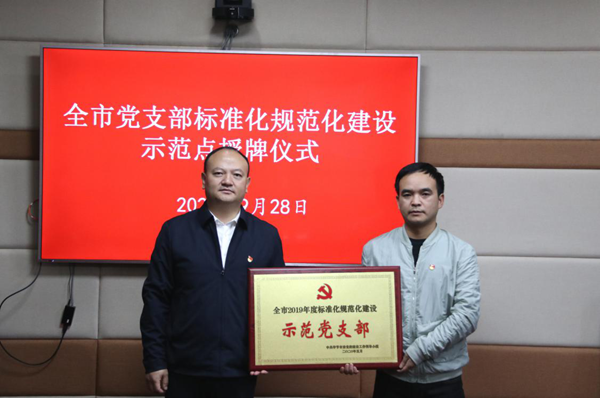 全市党支部标准化规范化建设
示范点授牌仪式
月28日
全市2019年度标准化规范化建设
示范党支部